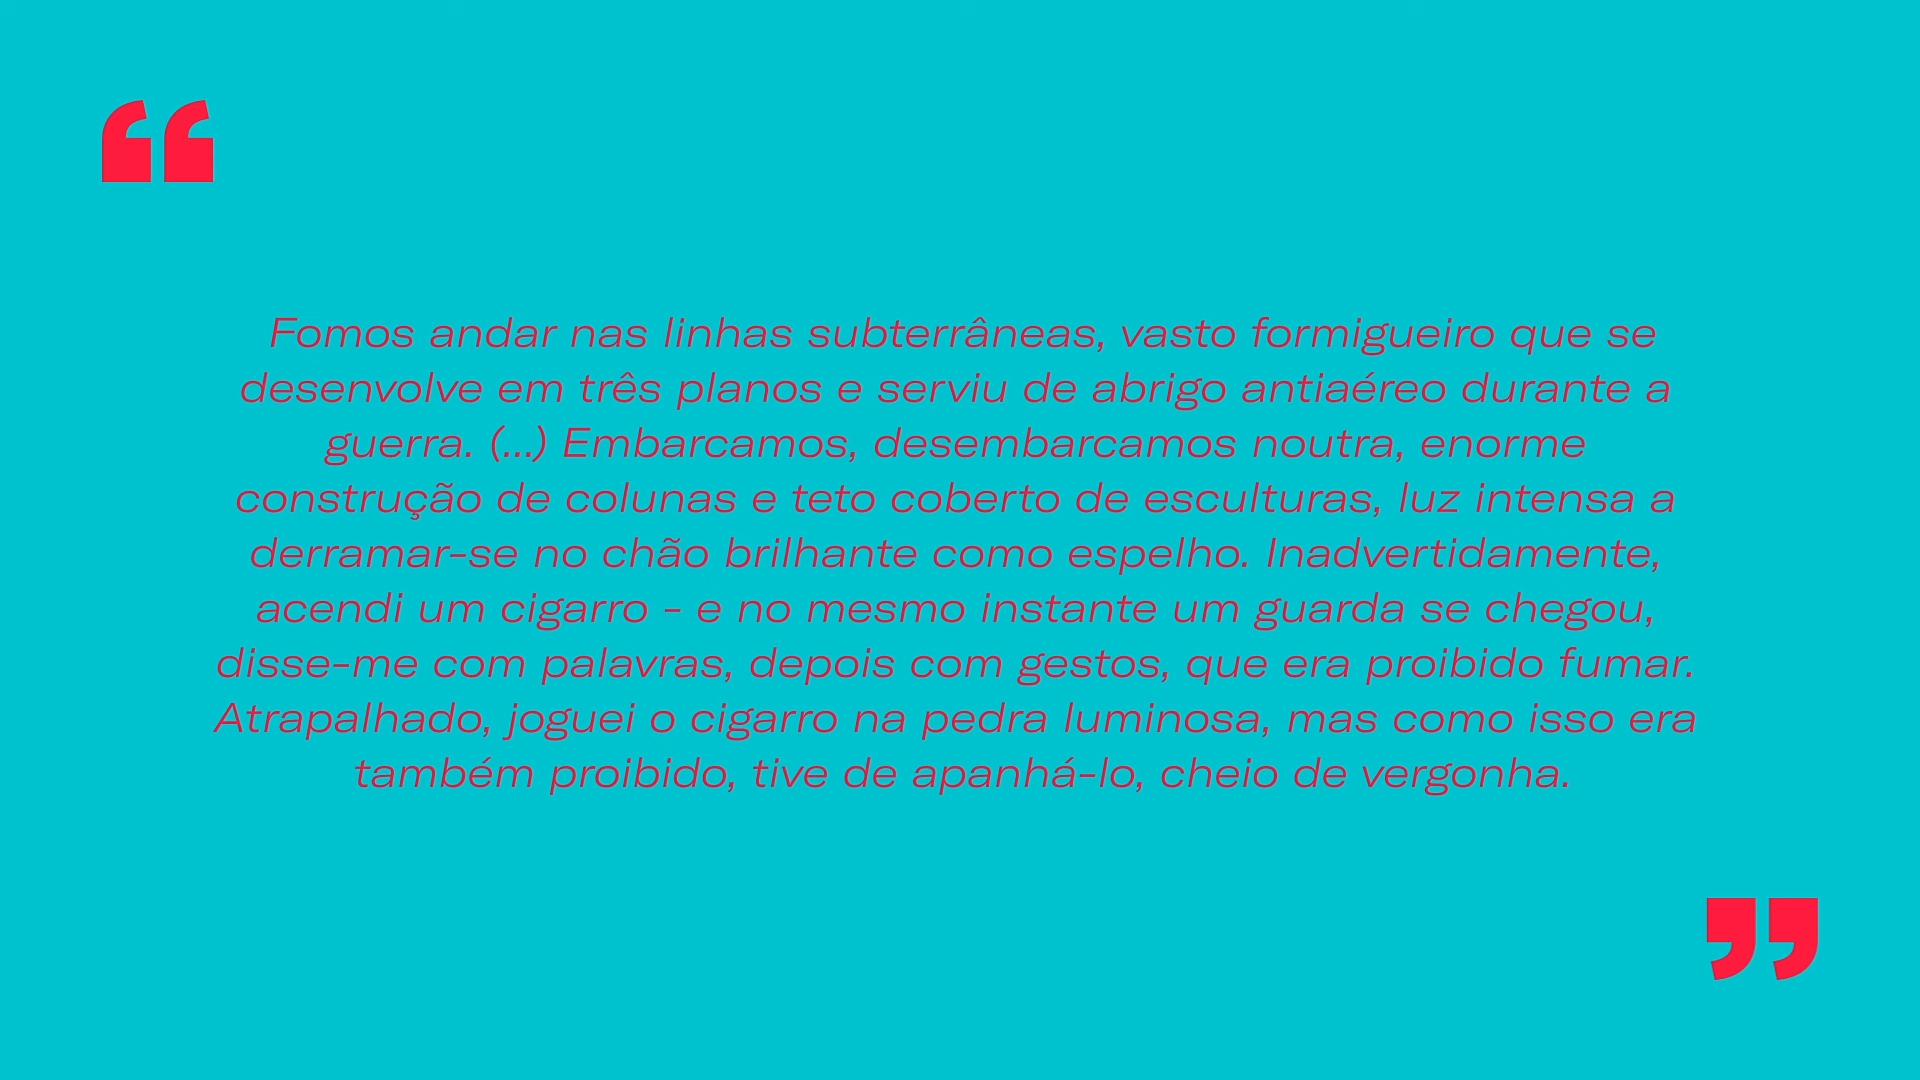 “
Fomos andar nas linhas subterrâneas, vasto formigueiro que se
desenvolve em três planos e serviu de abrigo antiaéreo durante a
guerra. (...) Embarcamos, desembarcamos noutra, enorme
construção de colunas e teto coberto de esculturas, luz intensa a
derramar-se no chão brilhante como espelho. Inadvertidamente,
acendi um cigarro - e no mesmo instante um guarda se chegou,
disse-me com palavras, depois com gestos, que era proibido fumar.
Atrapalhado, joguei o cigarro na pedra luminosa, mas como isso era
também proibido, tive de apanhá-lo, cheio de vergonha.
”